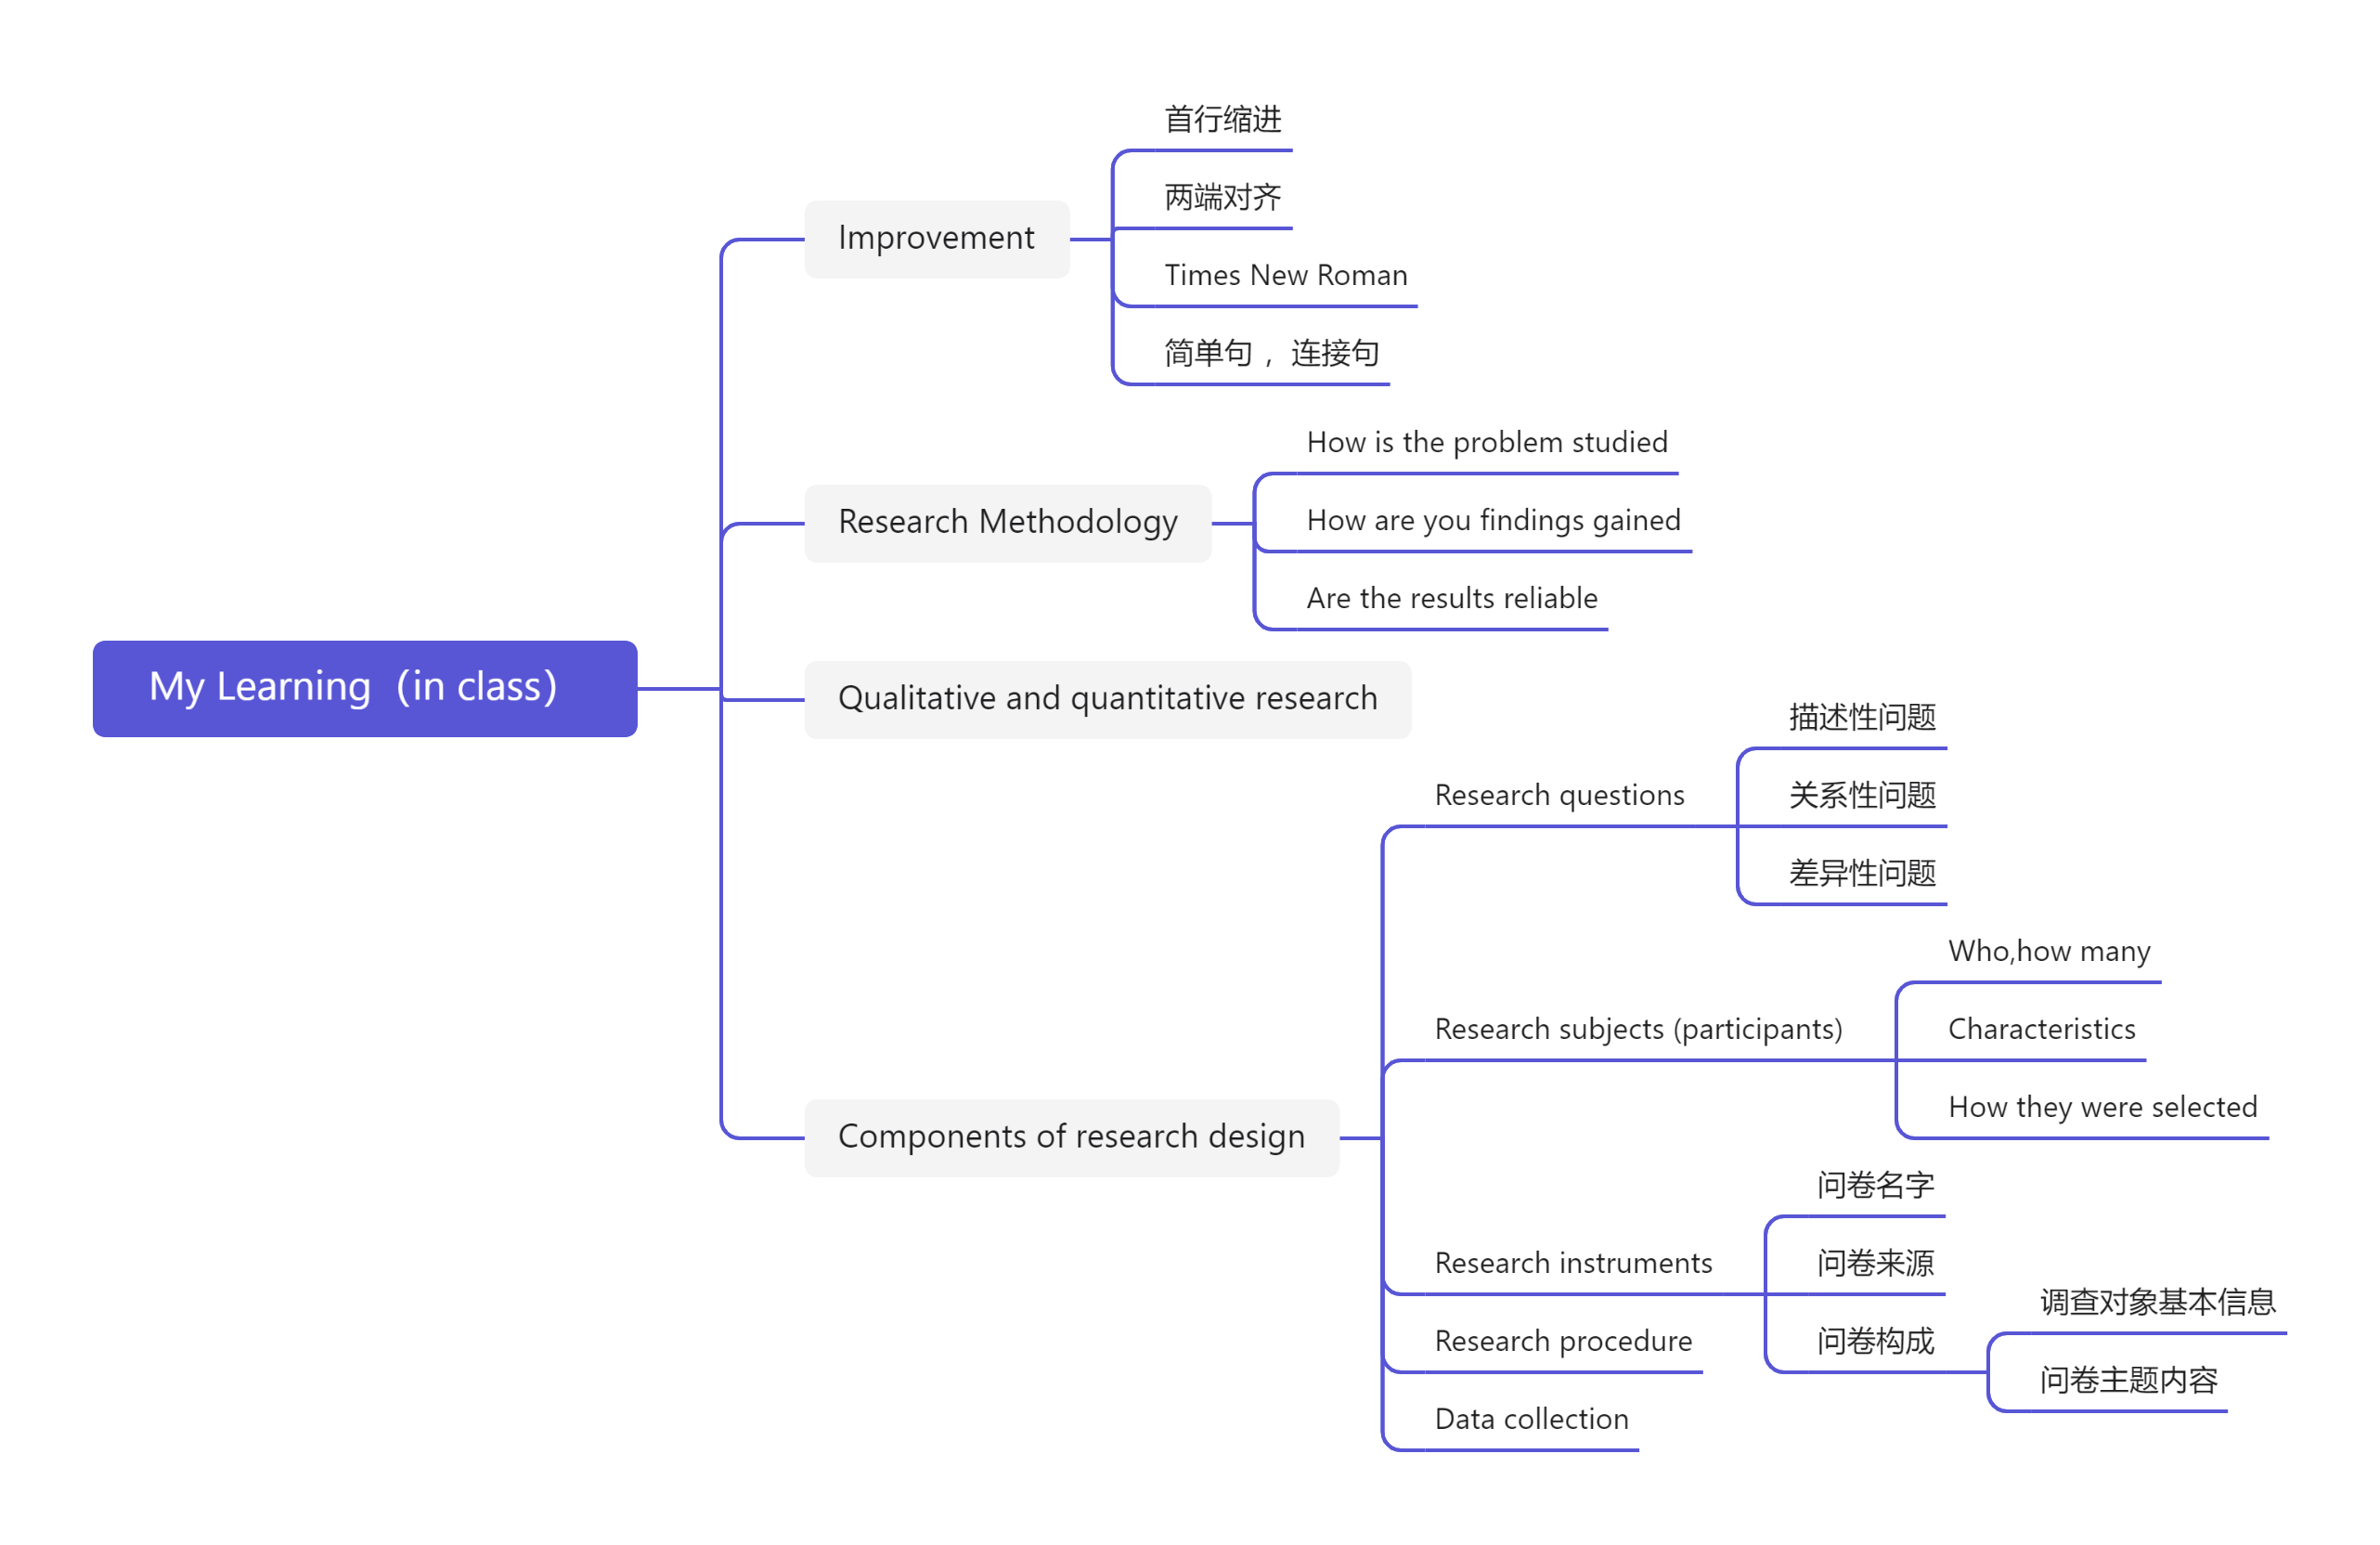 My Learning（in class）
Improvement
首行缩进
两端对齐
Times New Roman
简单句 ，连接句
Research Methodology
How is the problem studied
How are you findings gained
Are the results reliable
Qualitative and quantitative research
Components of research design
Research questions
描述性问题
关系性问题
差异性问题
Research subjects (participants)
Who,how many
Characteristics
How they were selected
Research instruments
问卷名字
问卷来源
问卷构成
调查对象基本信息
问卷主题内容
Research procedure
Data collection